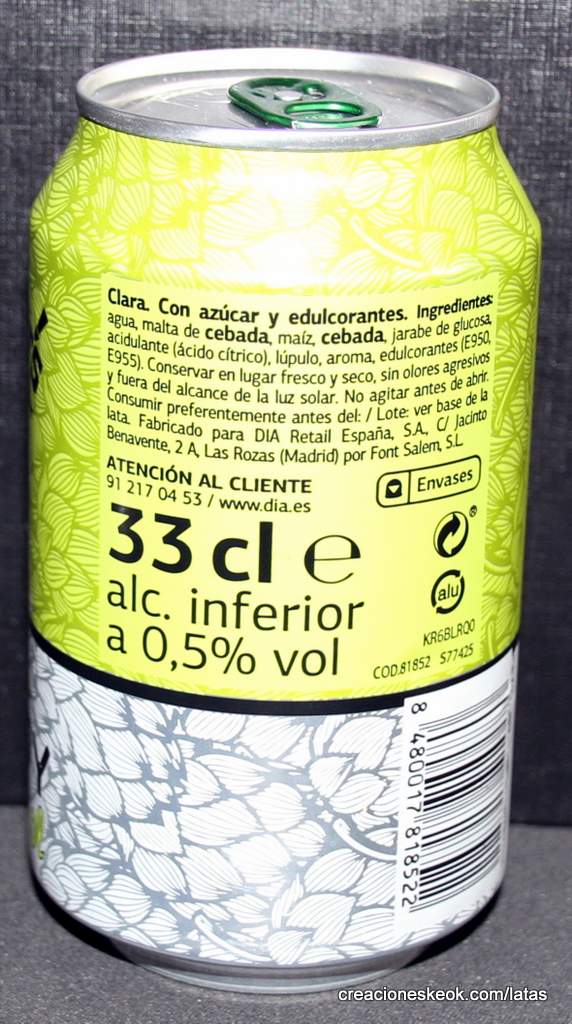 Clara. Con azúcar y edulcorantes. Ingredientes:
agua, malta de cebada, maíz, cebada, jarabe de glucosa,
acidulante (ácido cítrico), lúpulo, aroma, edulcorantes (E950,
E955). Conservar en lugar fresco y seco, sin olores agresivos
y fuera del alcance de la luz solar. No agitar antes de abrir.
Consumir preferentemente antes del: / Lote: ver base de la
lata. Fabricado para DIA Retail España, S.A, C/ Jacinto
Benavente, 2 A, Las Rozas (Madrid) por Font Salem, S.L.
ATENCIÓN AL CLIENTE
91 217 04 53 / www.dia.es
Envases
33 cl e
®
alu
alc. inferior
a 0,5% vol
KR6BLRQ0
COD.81852 S77425
8 480017 818522
creacioneskeok.com/latas